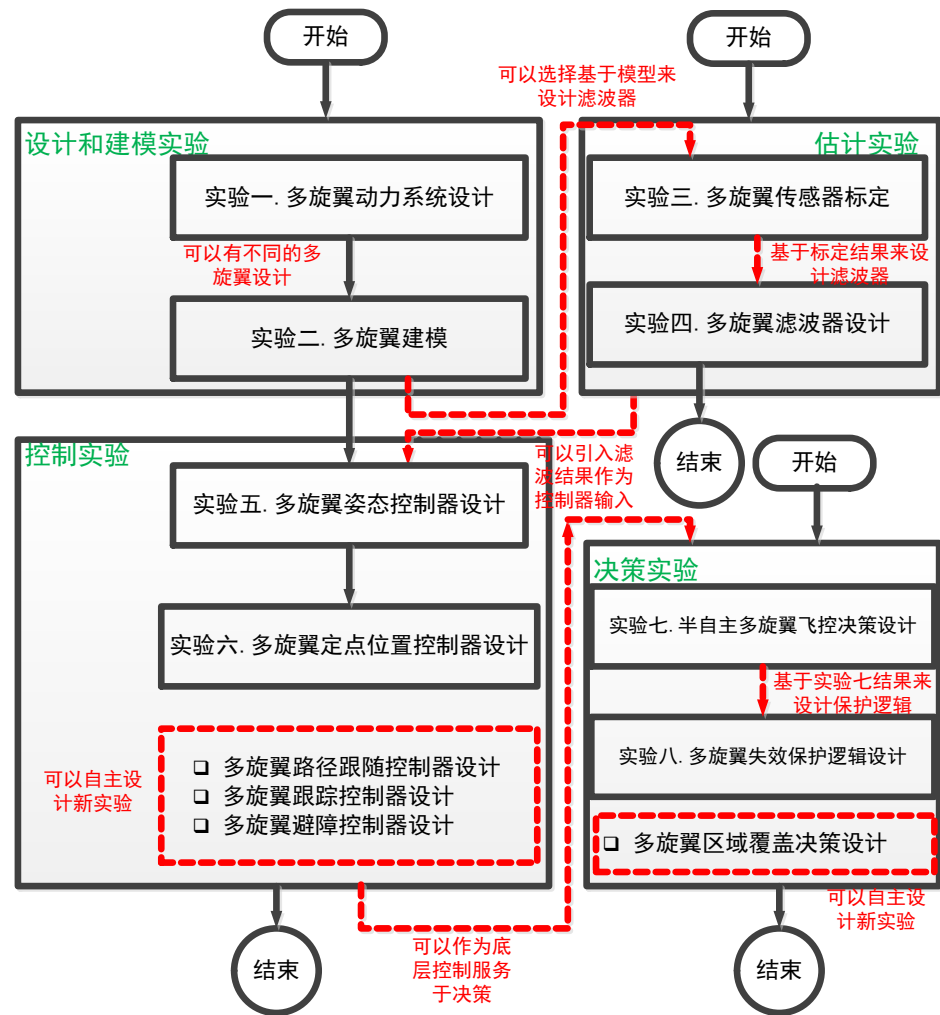 开始
开始
可以选择基于模型来
设计滤波器
设计和建模实验
估计实验
实验一. 多旋翼动力系统设计
可以有不同的多
旋翼设计
实验二. 多旋翼建模
实验三. 多旋翼传感器标定
基于标定结果来设
计滤波器
实验四. 多旋翼滤波器设计
结束
控制实验
可以引入滤
波结果作为
控制器输入
实验五. 多旋翼姿态控制器设计
实验六. 多旋翼定点位置控制器设计
可以自主设
计新实验
❑ 多旋翼路径跟随控制器设计
❑ 多旋翼跟踪控制器设计
❑ 多旋翼避障控制器设计
结束
可以作为底
层控制服务
于决策
开始
决策实验
实验七. 半自主多旋翼飞控决策设计
基于实验七结果来
设计保护逻辑
实验八. 多旋翼失效保护逻辑设计
❑ 多旋翼区域覆盖决策设计
可以自主设
计新实验
结束